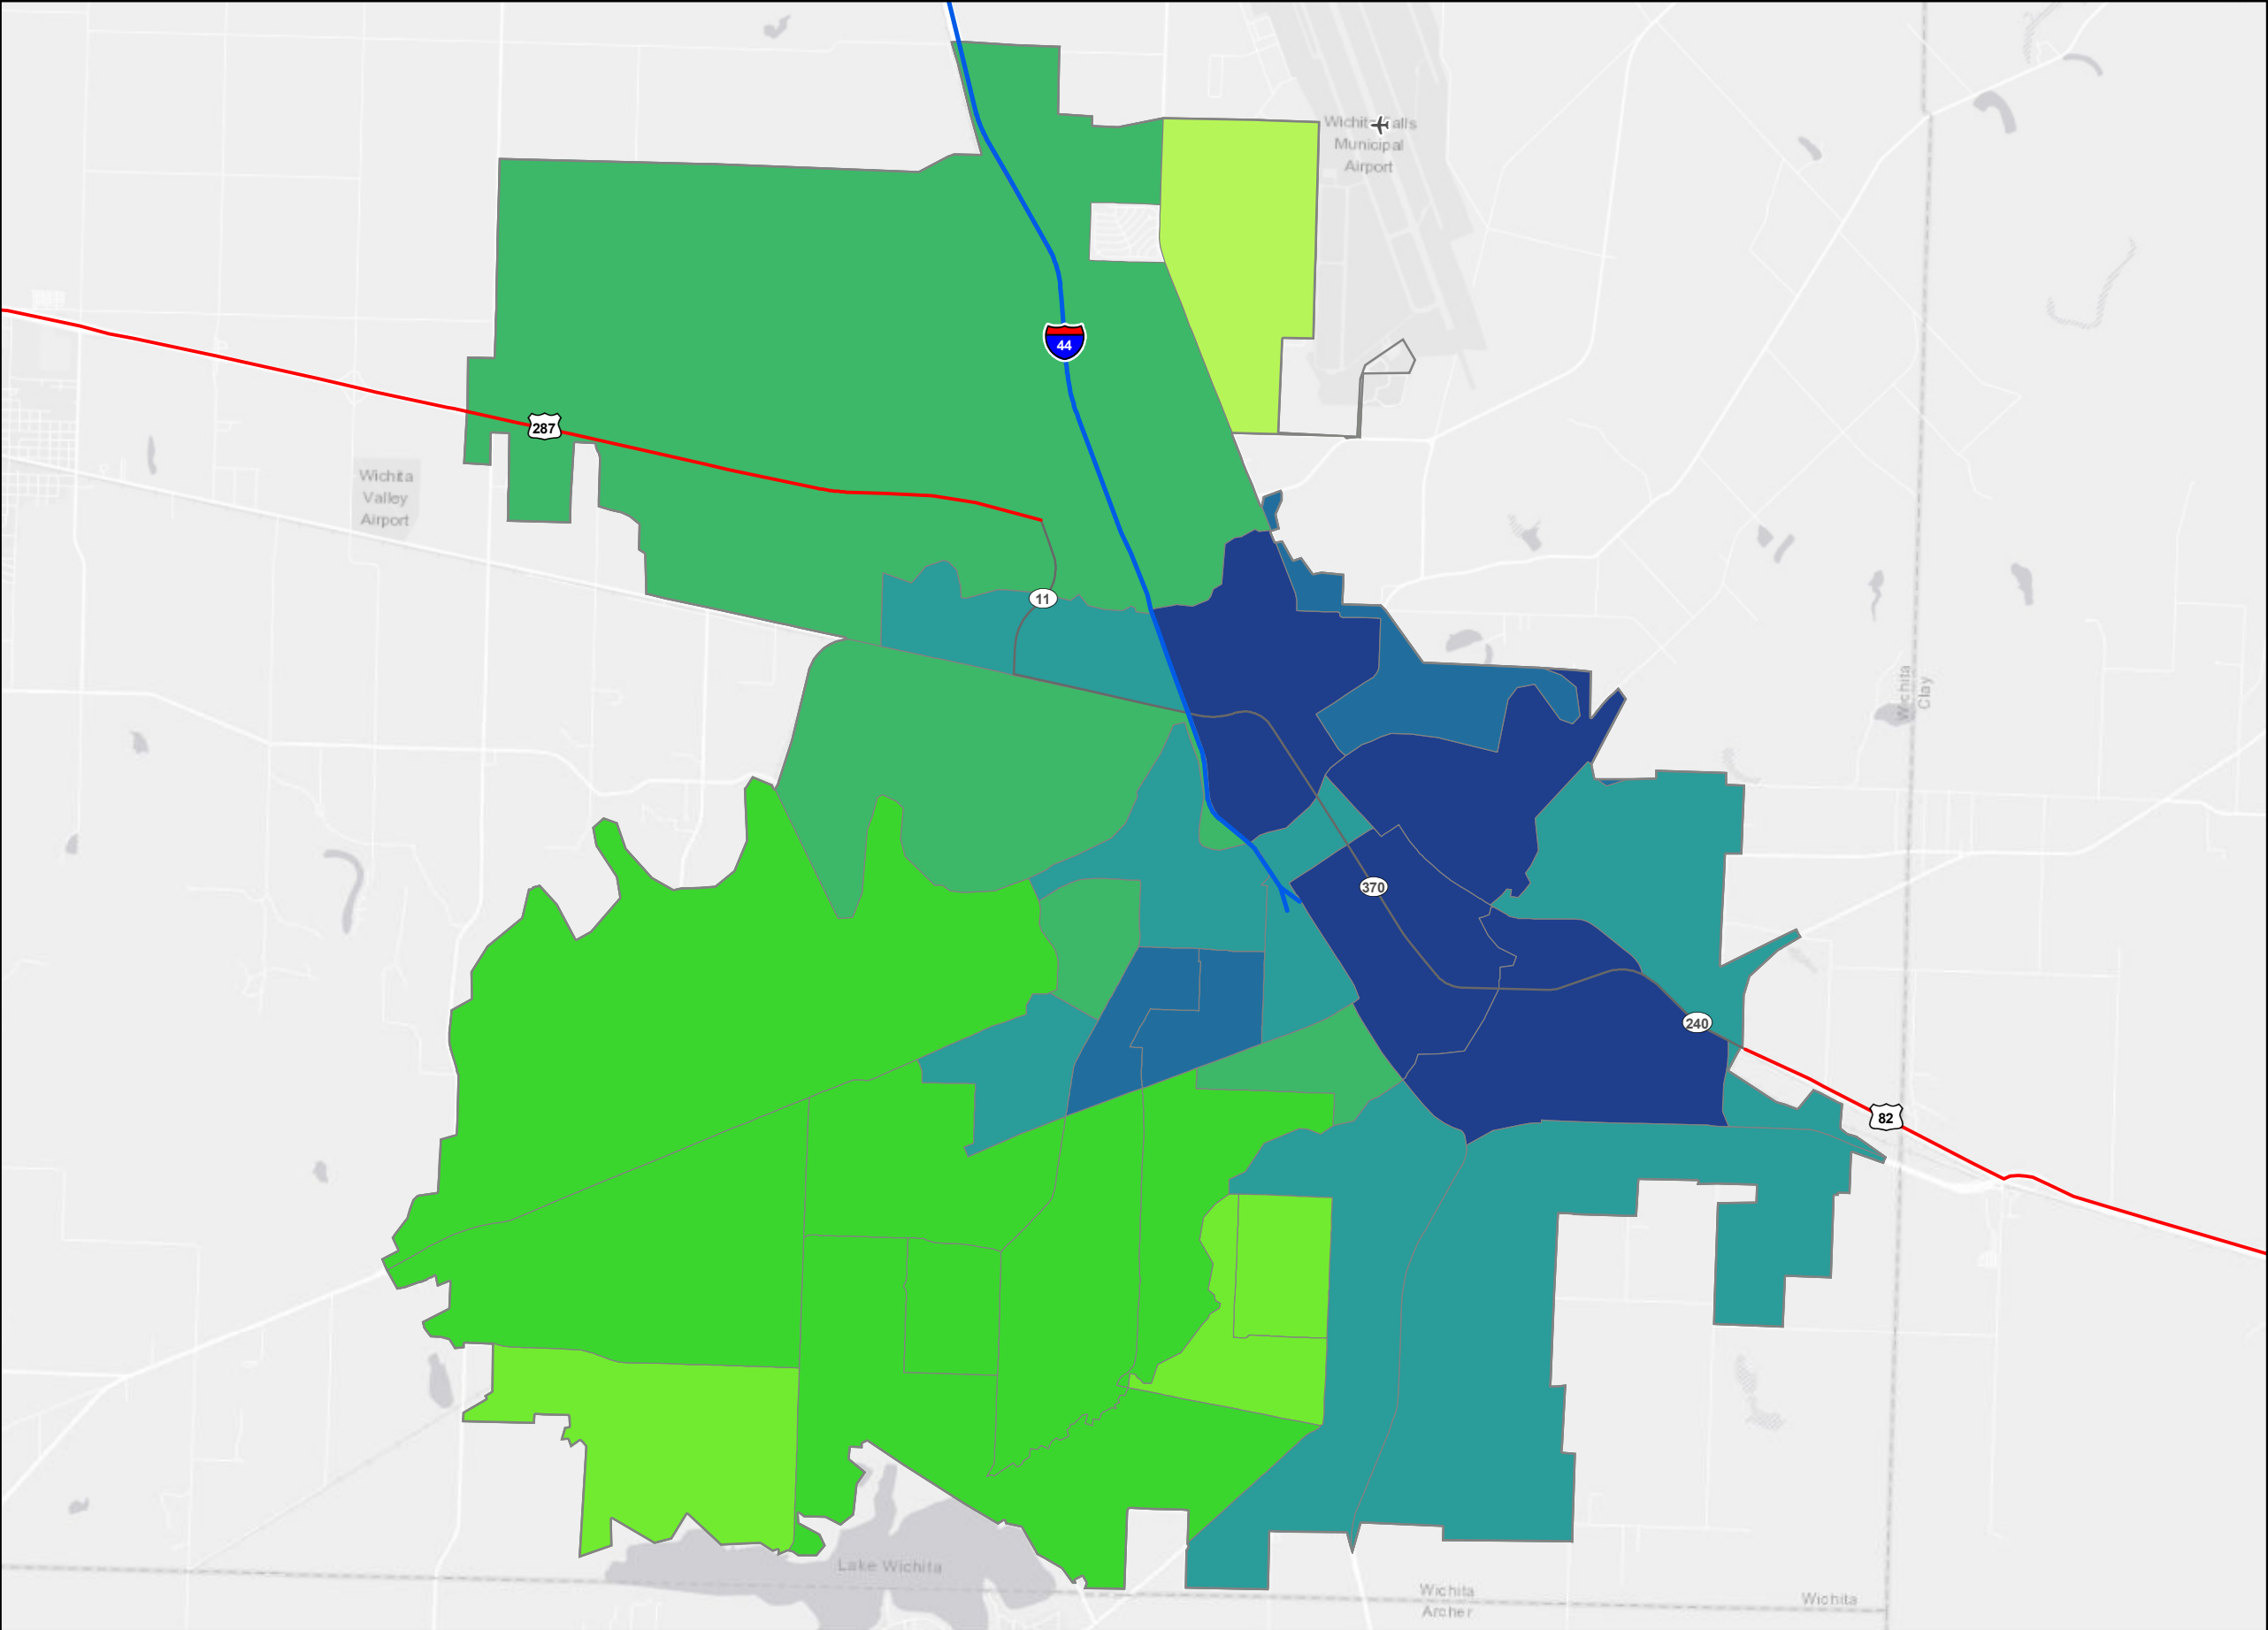 Wichita Falls
Municipal
Airport
44
287
Wichita
Valley
Airport
11
Wichita
Clay
370
240
82
Lake Wichita
Wichita
Archer
Wichita